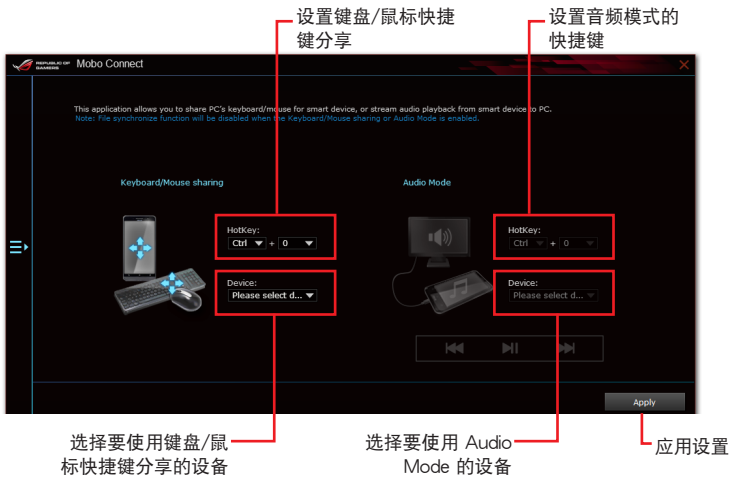 设置键盘/鼠标快捷
键分享
设置音频模式的
快捷键
REPUBLIC OF
GAMERS
Mobo Connect
This application allows you to share PC's keyboard/mouse for smart device, or stream audio playback from smart device to PC.
Note: File synchronize function will be disabled when the Keyboard/Mouse sharing or Audio Mode is enabled.
Keyboard/Mouse sharing
Audio Mode
HotKey:
Ctrl + 0
HotKey:
Ctrl + 0
Device:
Please select d...
Device:
Please select d...
Apply
选择要使用键盘/鼠
标快捷键分享的设备
选择要使用 Audio
Mode 的设备
应用设置